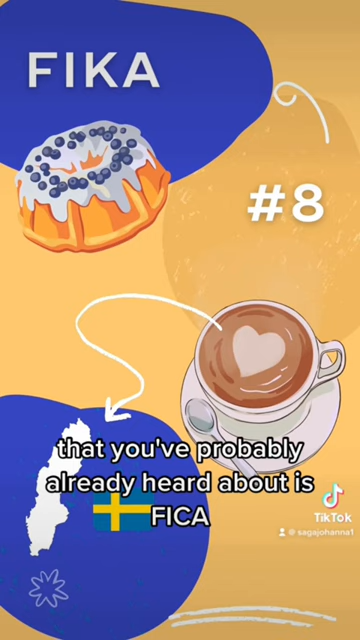 FIKA
#8
that you've probably
already heard about is
FICA
TikTok
@ sagajohanna1